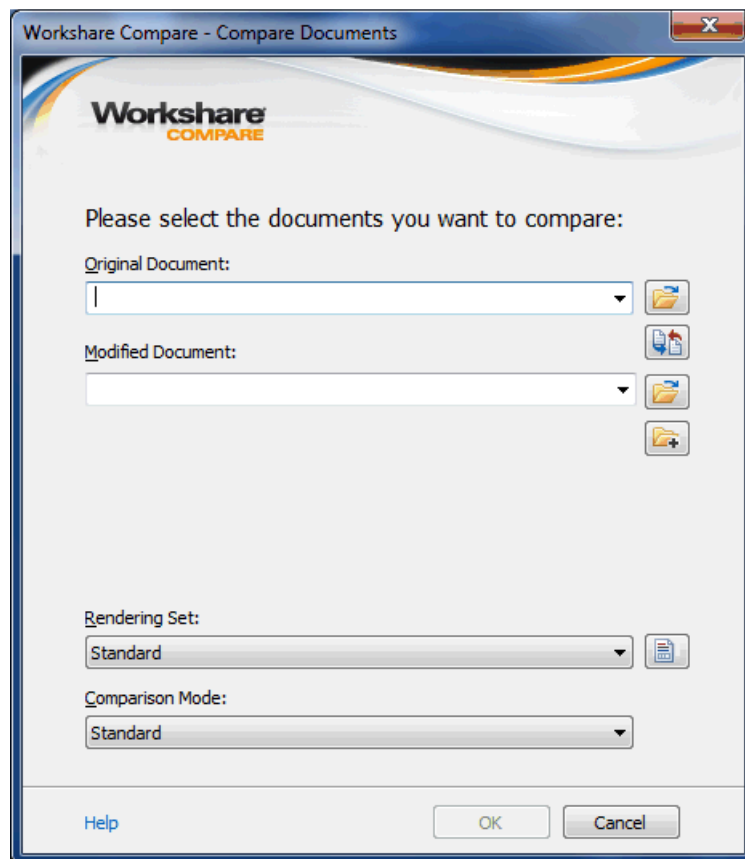 Workshare Compare - Compare Documents
Workshare
COMPARE
Please select the documents you want to compare:
Original Document:
Modified Document:
Rendering Set:
Standard
Comparison Mode:
Standard
Help
OK
Cancel